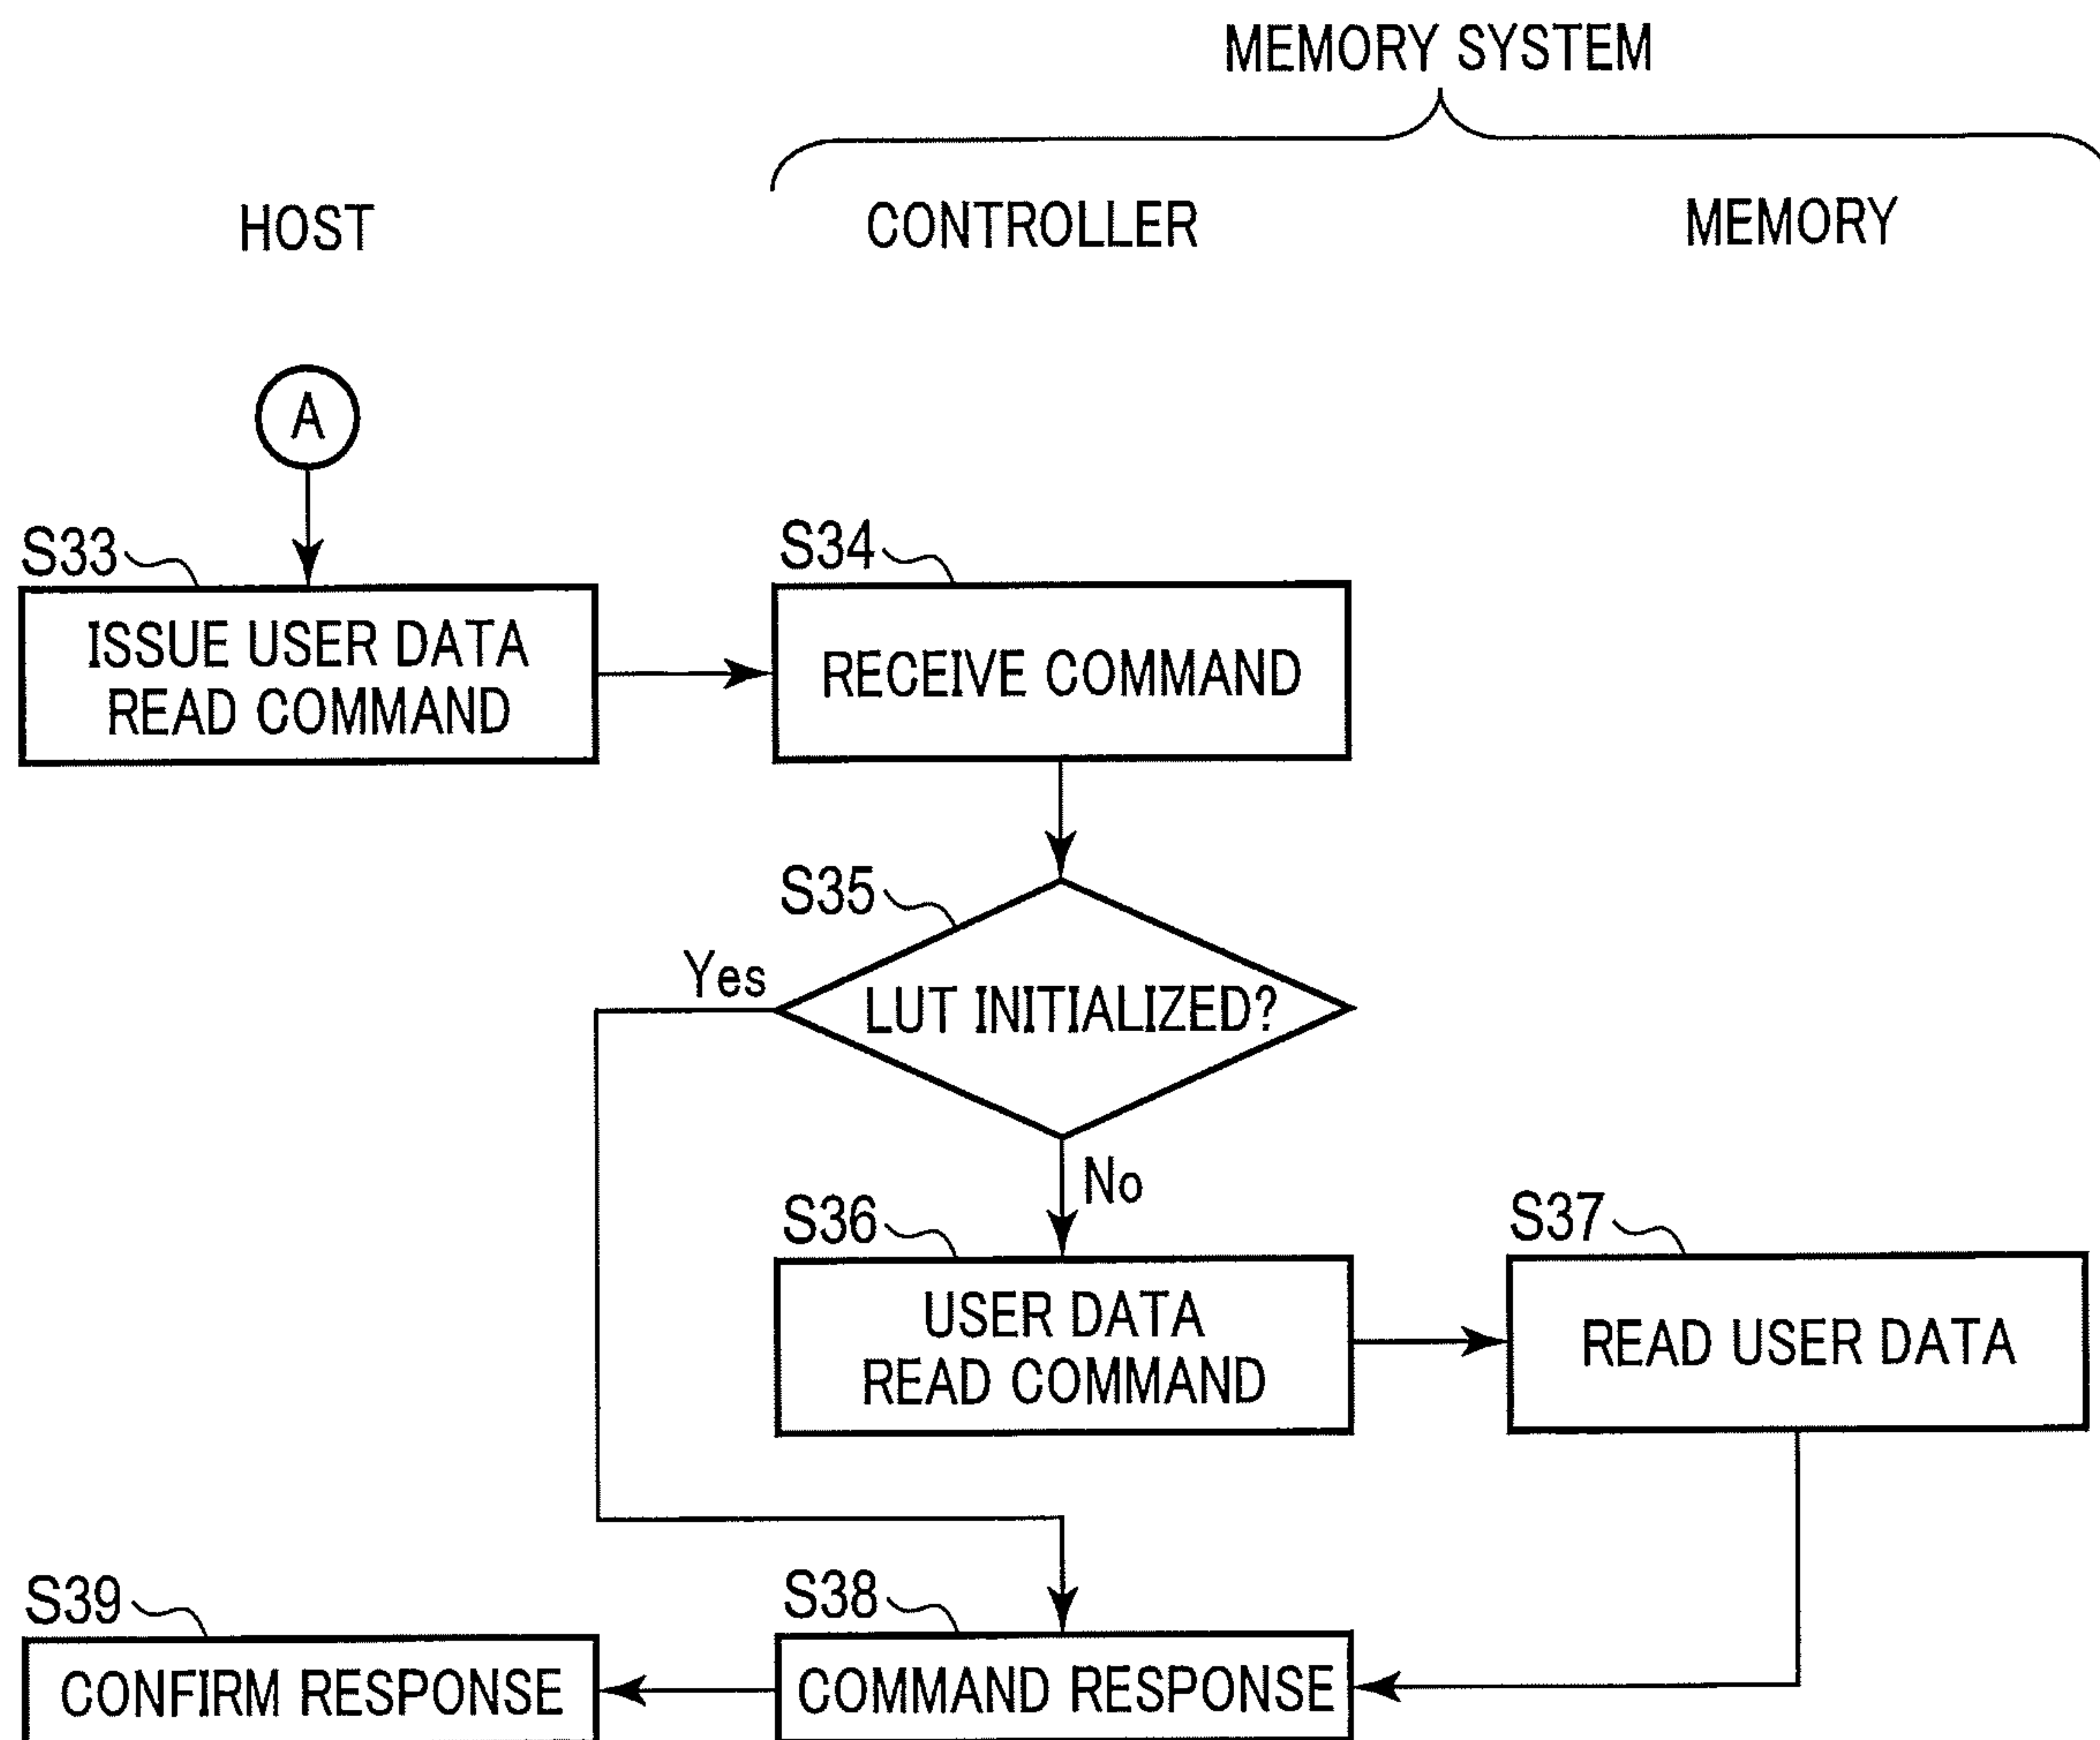 MEMORY SYSTEM
HOST
CONTROLLER
MEMORY
A
S33
ISSUE USER DATA
READ COMMAND
S34
RECEIVE COMMAND
S35
LUT INITIALIZED?
Yes
No
S36
USER DATA
READ COMMAND
S37
READ USER DATA
S38
COMMAND RESPONSE
S39
CONFIRM RESPONSE